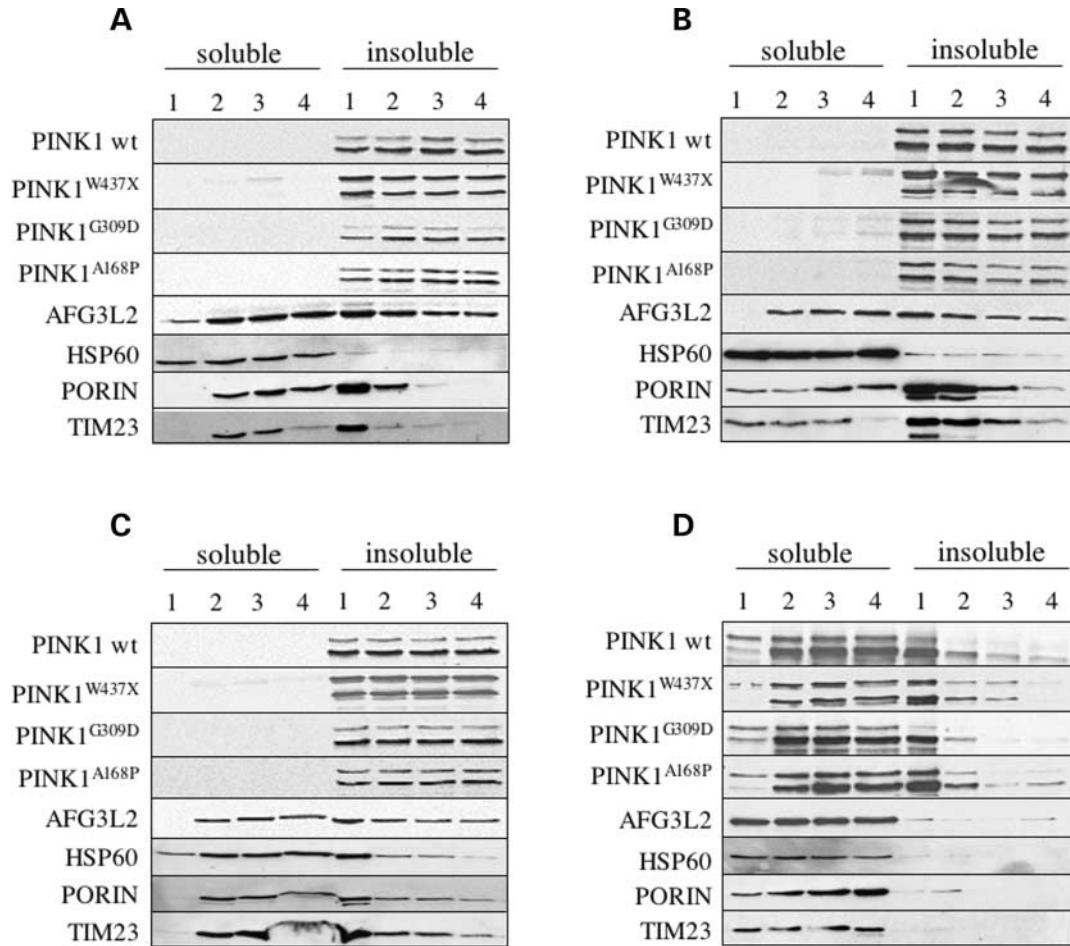 A
soluble insoluble
1 2 3 4 1 2 3 4
PINK1 wt
PINK1W437X
PINK1G309D
PINK1A168P
AFG3L2
HSP60
PORIN
TIM23
B
soluble insoluble
1 2 3 4 1 2 3 4
PINK1 wt
PINK1W437X
PINK1G309D
PINK1A168P
AFG3L2
HSP60
PORIN
TIM23
C
soluble insoluble
1 2 3 4 1 2 3 4
PINK1 wt
PINK1W437X
PINK1G309D
PINK1A168P
AFG3L2
HSP60
PORIN
TIM23
D
soluble insoluble
1 2 3 4 1 2 3 4
PINK1 wt
PINK1W437X
PINK1G309D
PINK1A168P
AFG3L2
HSP60
PORIN
TIM23